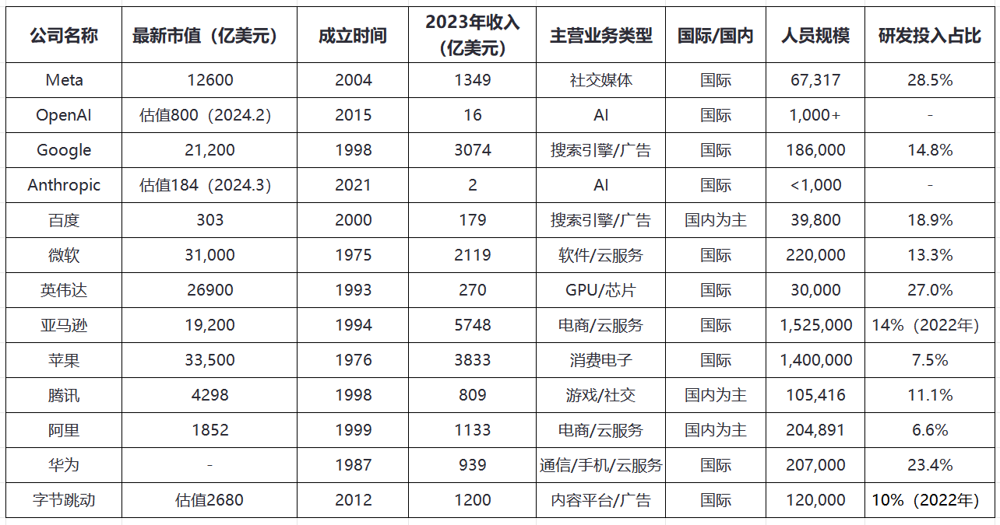 公司名称 最新市值（亿美元） 成立时间 2023年收入（亿美元） 主营业务类型 国际/国内 人员规模 研发投入占比
Meta 12600 2004 1349 社交媒体 国际 67,317 28.5%
OpenAI 估值800（2024.2） 2015 16 AI 国际 1,000+ -
Google 21,200 1998 3074 搜索引擎/广告 国际 186,000 14.8%
Anthropic 估值184（2024.3） 2021 2 AI 国际 <1,000 -
百度 303 2000 179 搜索引擎/广告 国内为主 39,800 18.9%
微软 31,000 1975 2119 软件/云服务 国际 220,000 13.3%
英伟达 26900 1993 270 GPU/芯片 国际 30,000 27.0%
亚马逊 19,200 1994 5748 电商/云服务 国际 1,525,000 14%（2022年）
苹果 33,500 1976 3833 消费电子 国际 1,400,000 7.5%
腾讯 4298 1998 809 游戏/社交 国内为主 105,416 11.1%
阿里 1852 1999 1133 电商/云服务 国内为主 204,891 6.6%
华为 - 1987 939 通信/手机/云服务 国际 207,000 23.4%
字节跳动 估值2680 2012 1200 内容平台/广告 国际 120,000 10%（2022年）